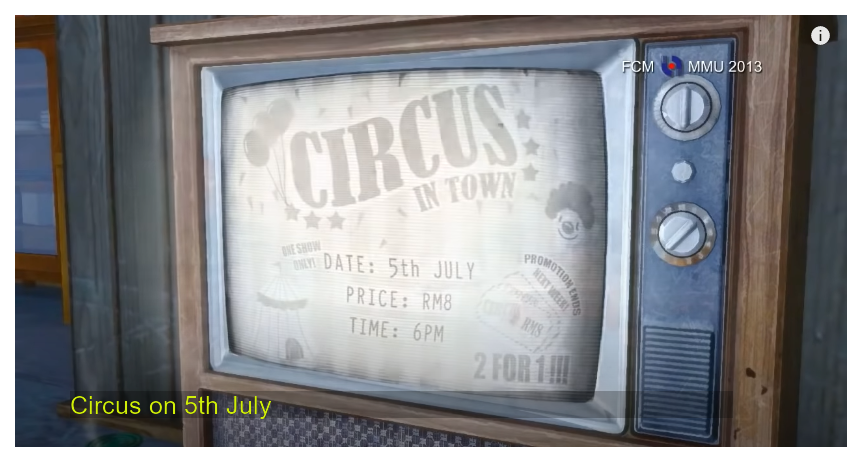 FCM MMU 2013
CIRCUS
IN TOWN
ONE SHOW
ONLY!
DATE: 5th JULY
PRICE: RM8
TIME: 6PM
PROMOTION ENDS
NEXT WEEK!
RM8
2 FOR 1 !!!
Circus on 5th July